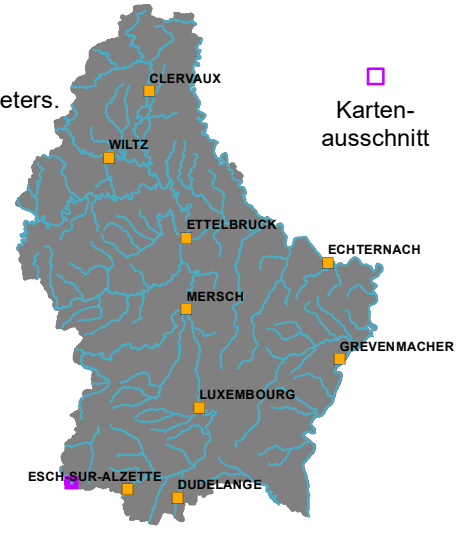 CLERVAUX
eters.
Karten-
ausschnitt
WILTZ
ETTELBRUCK
ECHTERNACH
MERSCH
GREVENMACHER
LUXEMBOURG
ESCH-SUR-ALZETTE
DUDELANGE